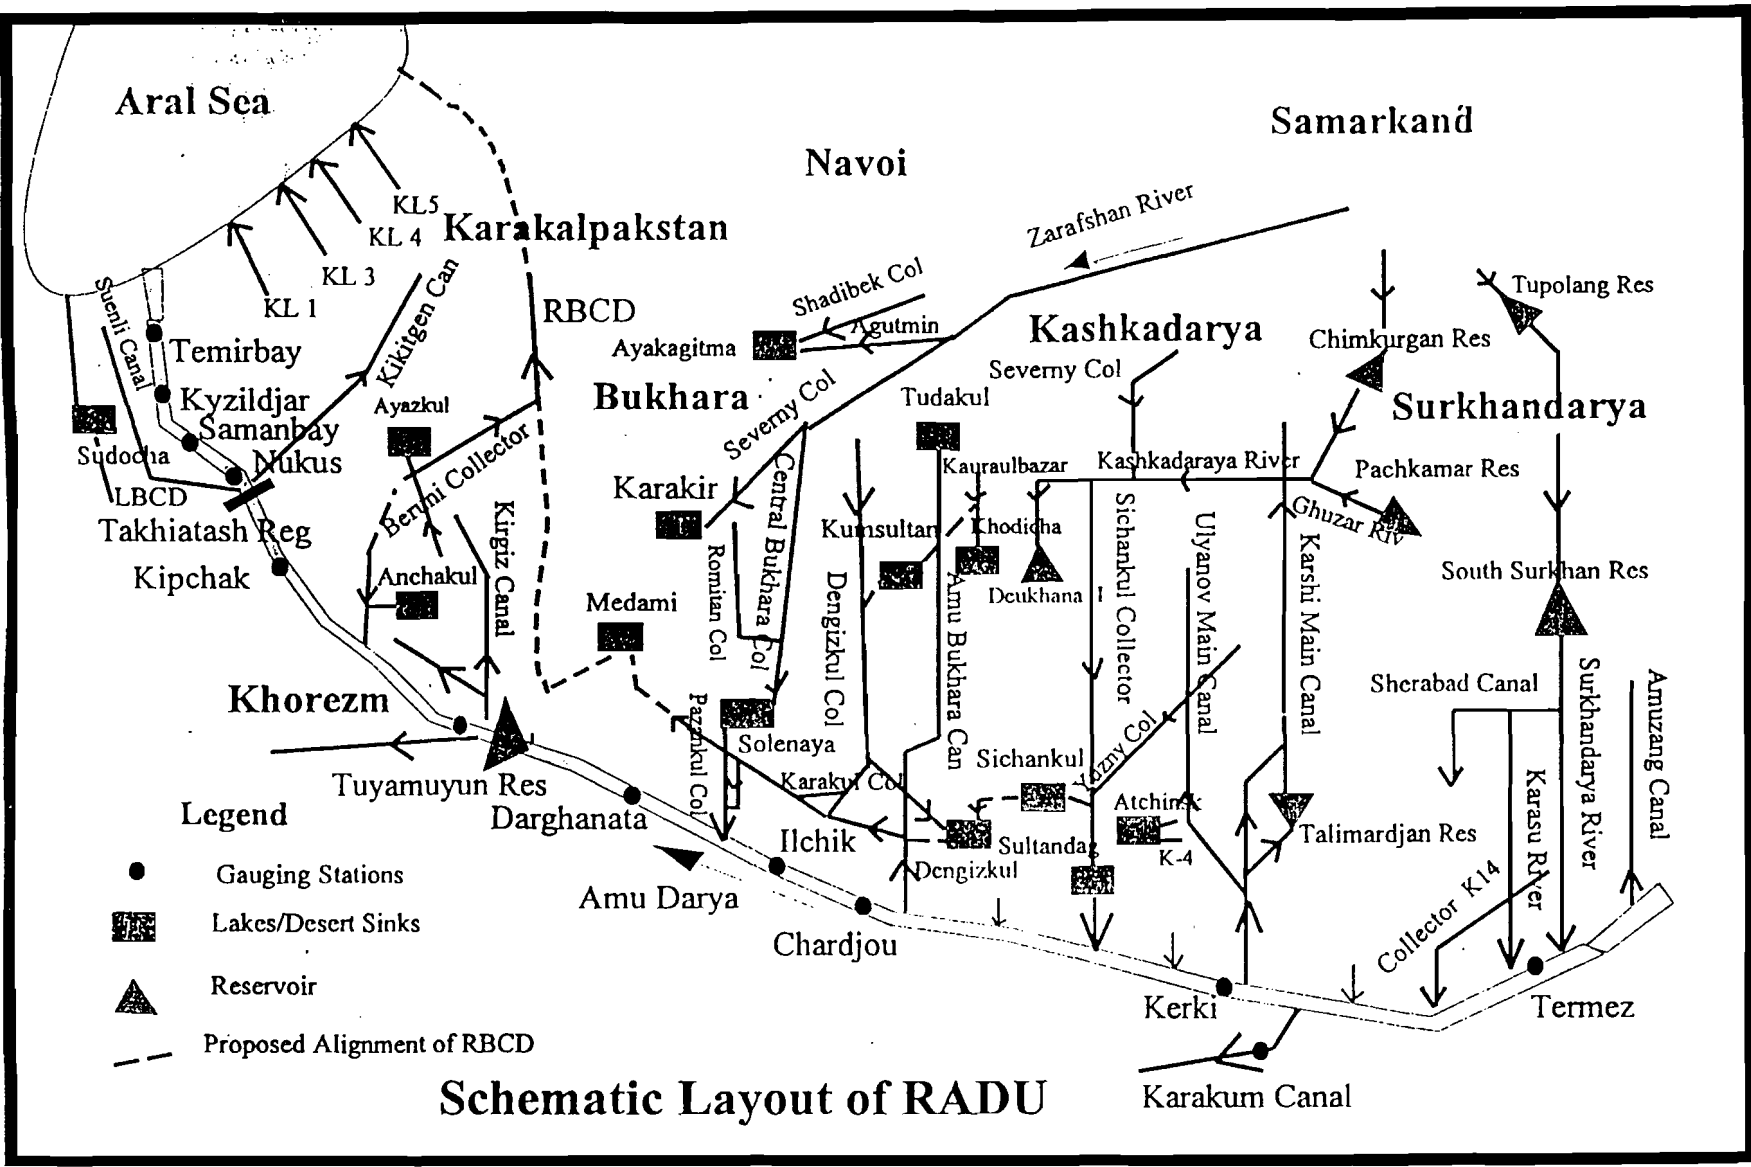 Aral Sea
Samarkand
Navoi
Zarafshan River
KL5
KL 4
Karakalpakstan
KL 3
KL 1
Suenli Canal
Kikitgen Can
RBCD
Shadibek Col
Agutmin
Ayakagitma
Kashkadarya
Tupolang Res
Chimkurgan Res
Temirbay
Severny Col
Kyzildjar
Ayazkul
Bukhara
Severny Col
Tudakul
Surkhandarya
Samanbay
Sudocha
Nukus
Beruni Collector
Kauraulbazar
Kashkadaraya River
Pachkamar Res
LBCD
Karakir
Central Bukhara Col
Takhiatash Reg
Kirgiz Canal
Kumsultan
Khodicha
Sichankul Collector
Ulyanov Main Canal
Karshi Main Canal
Ghuzar Riv
Kipchak
Anchakul
Medami
Romitan Col
Dengizkul Col
Amu Bukhara Can
Deukhana I
South Surkhan Res
Khorezm
Sherabad Canal
Surkhandarya River
Amuzang Canal
Solenaya
Sichankul
Yuzny Col
Tuyamuyun Res
Karakul Col
Atchinsk
Karasu River
Legend
Darghanata
Ilchik
Sultandag
K-4
Talimardjan Res
Gauging Stations
Dengizkul
Collector K14
Amu Darya
Lakes/Desert Sinks
Chardjou
Reservoir
Kerki
Termez
Proposed Alignment of RBCD
Schematic Layout of RADU
Karakum Canal